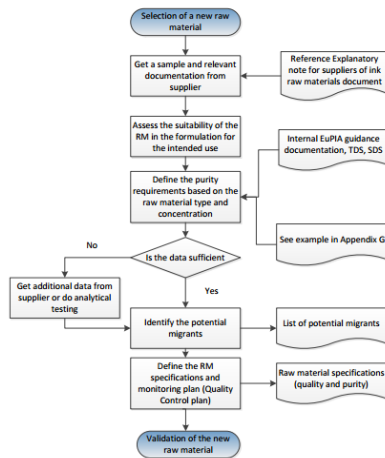 Selection of a new raw
material
Get a sample and relevant
documentation from
supplier
Reference Explanatory
note for suppliers of ink
raw materials document
Assess the suitability of the
RM in the formulation for
the intended use
Internal EuPIA guidance
documentation, TDS, SDS
Define the purity
requirements based on the
raw material type and
concentration
See example in Appendix G
No
Is the data sufficient
Get additional data from
supplier or do analytical
testing
Yes
Identify the potential
migrants
List of potential migrants
Define the RM
specifications and
monitoring plan (Quality
Control plan)
Raw material specifications
(quality and purity)
Validation of the new
raw material